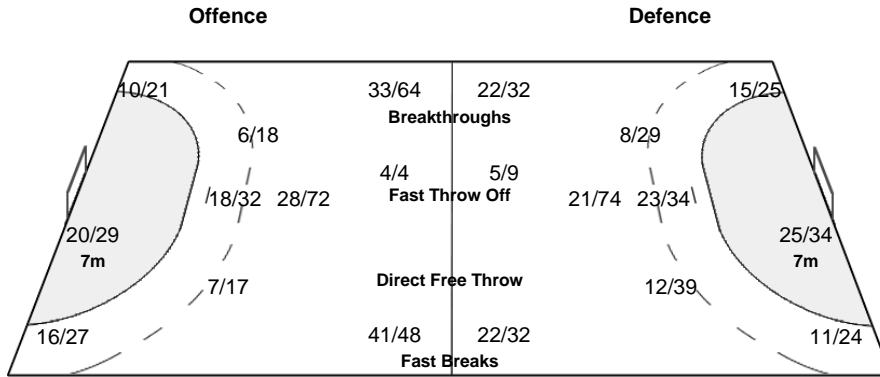 Offence Defence
10/21 33/64 22/32 15/25
Breakthroughs
6/18 8/29
4/4 5/9
18/32 28/72 Fast Throw Off 21/74 23/34
20/29 25/34
7m 7m
Direct Free Throw
7/17 12/39
16/27 41/48 22/32 11/24
Fast Breaks